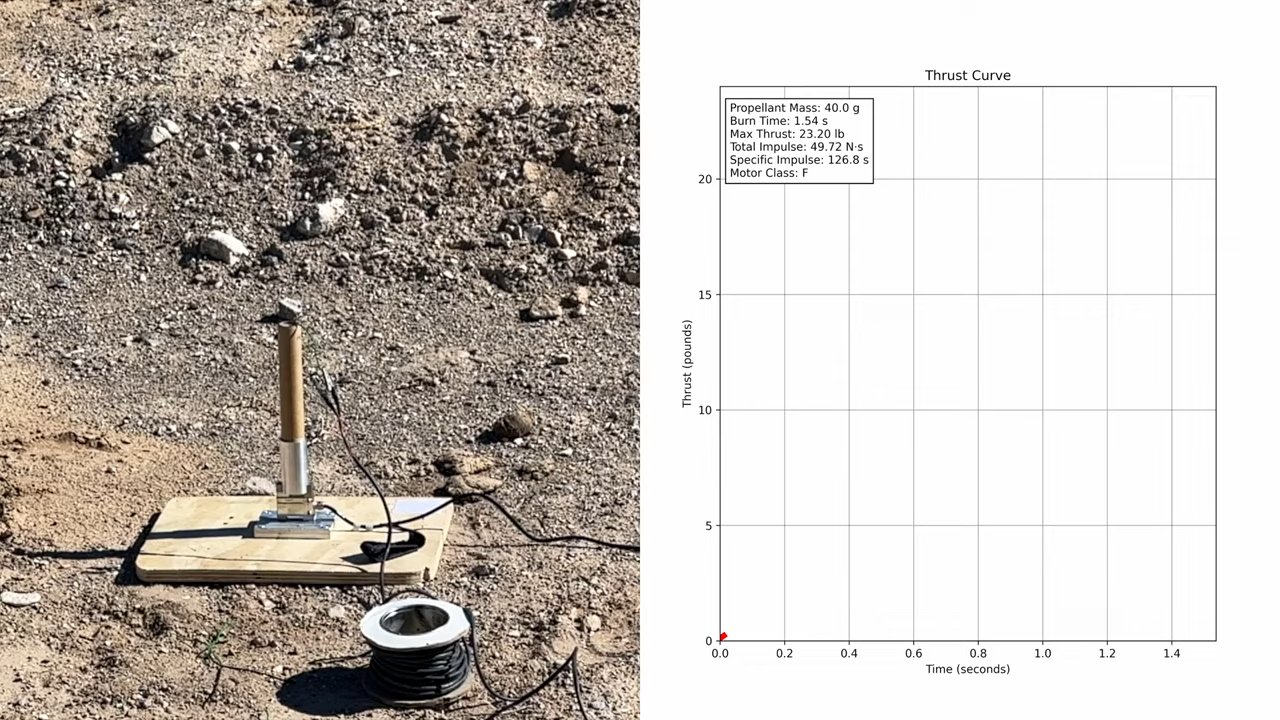 Thrust Curve
Propellant Mass: 40.0 g
Burn Time: 1.54 s
Max Thrust: 23.20 lb
Total Impulse: 49.72 N·s
Specific Impulse: 126.8 s
Motor Class: F
20
15
10
5
0
Thrust (pounds)
0.0 0.2 0.4 0.6 0.8 1.0 1.2 1.4
Time (seconds)